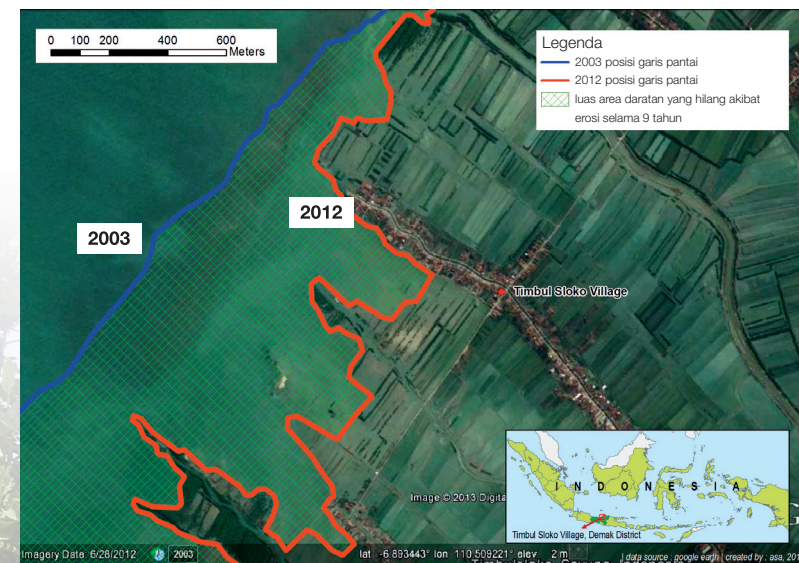 0 100 200 400 600
Meters
Legenda
2003 posisi garis pantai
2012 posisi garis pantai
luas area daratan yang hilang akibat
erosi selama 9 tahun
2012
2003
Timbul Sloko Village
INDONESIA
Timbul Sloko Village, Demak District
Image © 2013 Digita
Imagery Date: 6/28/2012
2003
lat -6.893443° lon 110.509221° elev 2 m
data source : google earth | created by : asa, 201